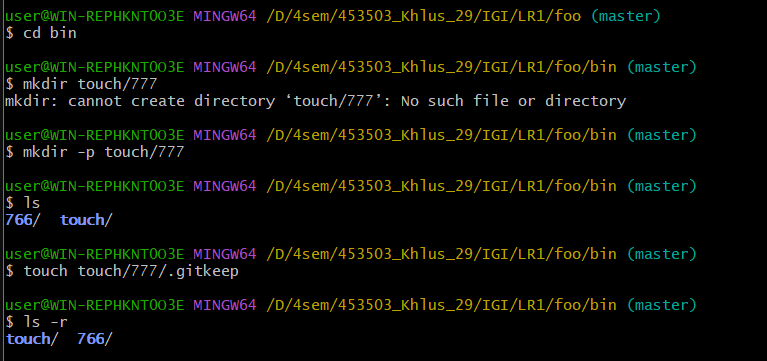 user@WIN-REPHKNTOO3E MINGW64 /D/4sem/453503_Khlus_29/IGI/LR1/foo (master)
$ cd bin
user@WIN-REPHKNTOO3E MINGW64 /D/4sem/453503_Khlus_29/IGI/LR1/foo/bin (master)
$ mkdir touch/777
mkdir: cannot create directory ‘touch/777’: No such file or directory
user@WIN-REPHKNTOO3E MINGW64 /D/4sem/453503_Khlus_29/IGI/LR1/foo/bin (master)
$ mkdir -p touch/777
user@WIN-REPHKNTOO3E MINGW64 /D/4sem/453503_Khlus_29/IGI/LR1/foo/bin (master)
$ ls
766/  touch/
user@WIN-REPHKNTOO3E MINGW64 /D/4sem/453503_Khlus_29/IGI/LR1/foo/bin (master)
$ touch touch/777/.gitkeep
user@WIN-REPHKNTOO3E MINGW64 /D/4sem/453503_Khlus_29/IGI/LR1/foo/bin (master)
$ ls -r
touch/  766/